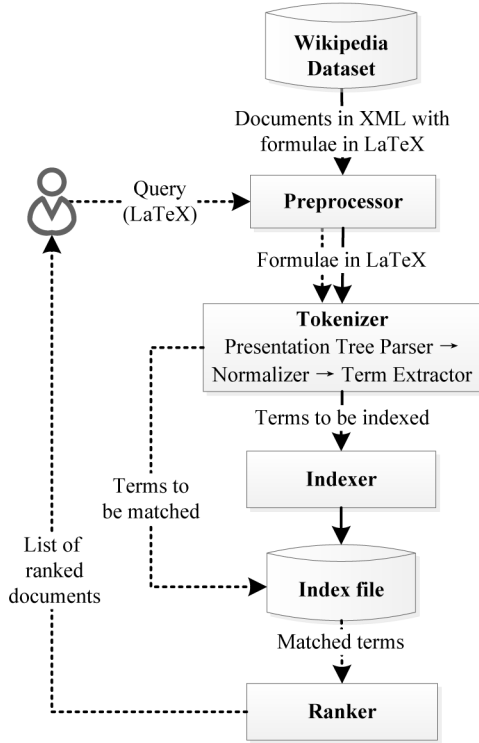 Wikipedia
Dataset
Documents in XML with
formulae in LaTeX
Query
(LaTeX)
Preprocessor
Formulae in LaTeX
Tokenizer
Presentation Tree Parser →
Normalizer → Term Extractor
Terms to be indexed
Indexer
Terms to
be matched
List of
ranked
documents
Index file
Matched terms
Ranker